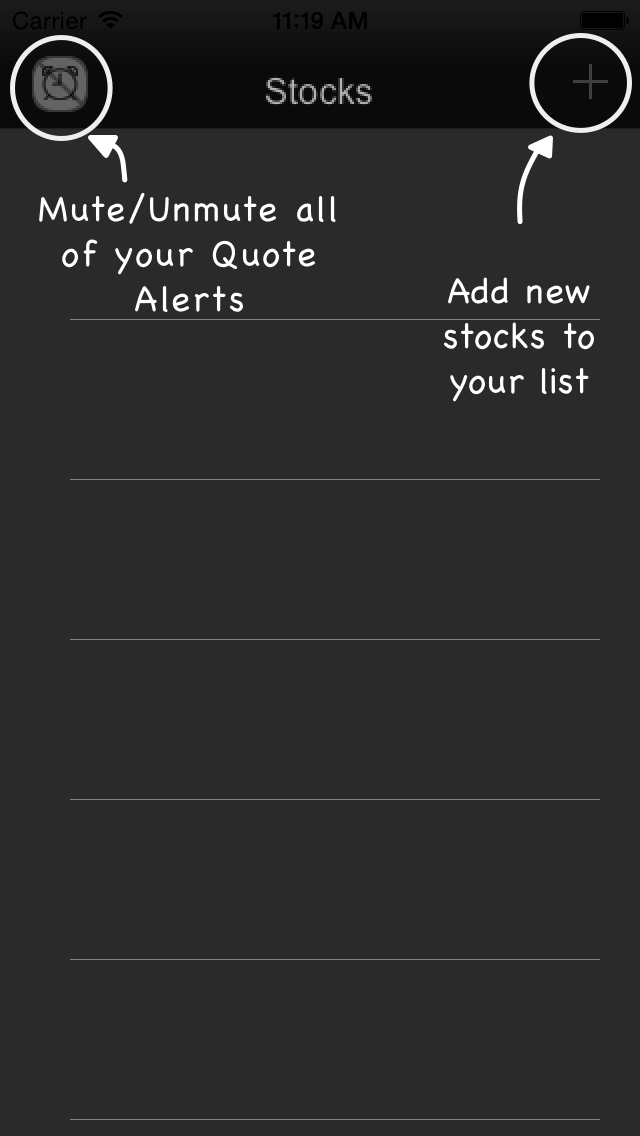 Carrier 11:19 AM
Stocks
Mute/Unmute all
of your Quote
Alerts
Add new
stocks to
your list